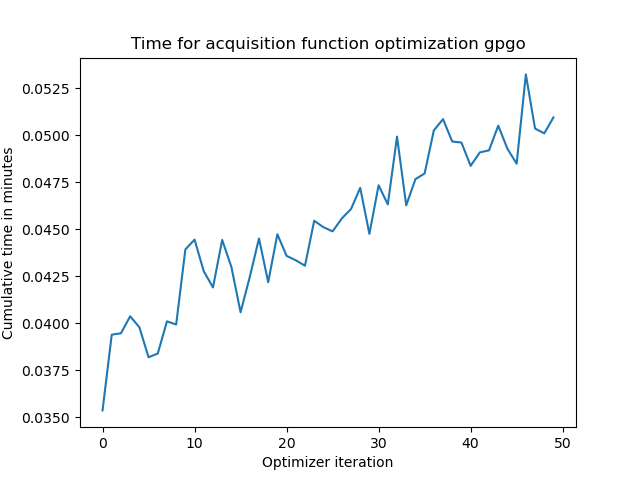 Time for acquisition function optimization gpgo
0.0525
0.0500
0.0475
0.0450
0.0425
0.0400
0.0375
0.0350
Cumulative time in minutes
0 10 20 30 40 50
Optimizer iteration